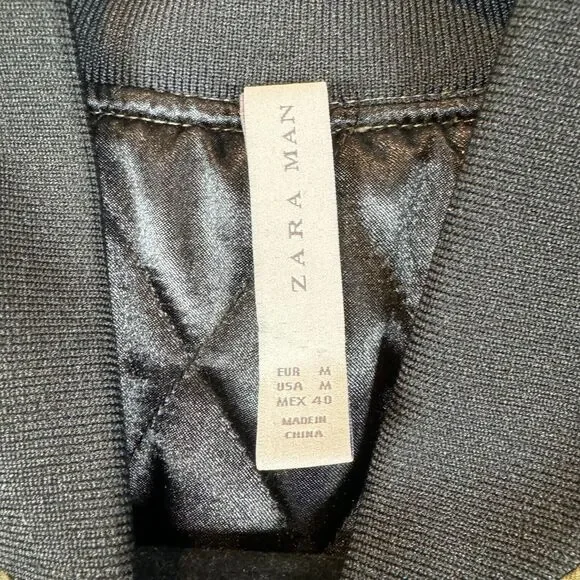 ZARA MAN
EUR M
USA M
MEX 40
MADE IN
CHINA